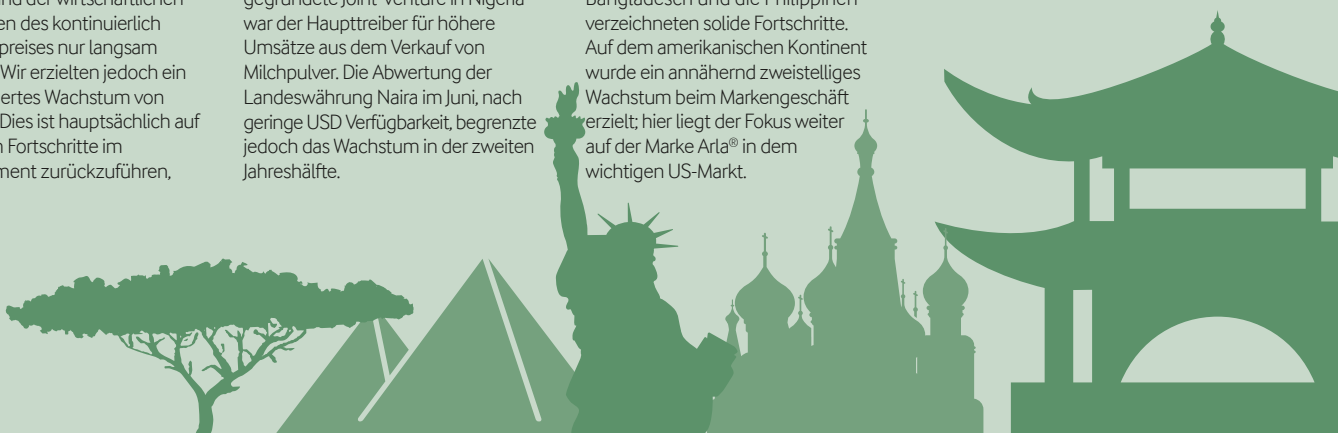 der wirtschaftlichen
en des kontinuierlich
preises nur langsam
Wir erzielten jedoch ein
ertes Wachstum von
Dies ist hauptsächlich auf
n Fortschritte im
ment zurückzuführen,
gegründete Joint-Venture in Nigeria
war der Haupttreiber für höhere
Umsätze aus dem Verkauf von
Milchpulver. Die Abwertung der
Landeswährung Naira im Juni, nach
geringe USD Verfügbarkeit, begrenzte
jedoch das Wachstum in der zweiten
Jahreshälfte.
Bangladesch und die Philippinen
verzeichneten solide Fortschritte.
Auf dem amerikanischen Kontinent
wurde ein annähernd zweistelliges
Wachstum beim Markengeschäft
erzielt; hier liegt der Fokus weiter
auf der Marke Arla® in dem
wichtigen US-Markt.